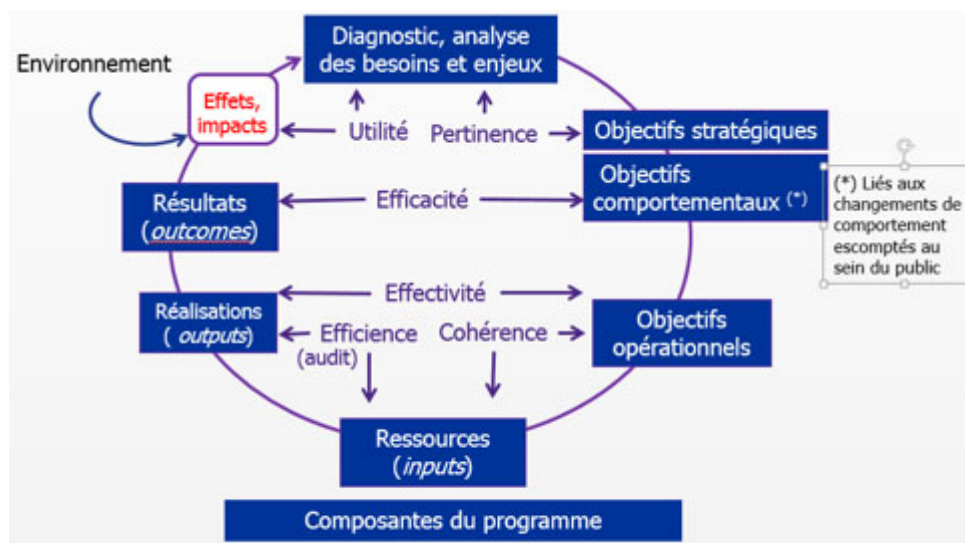 Diagnostic, analyse
des besoins et enjeux
Environnement
Effets,
impacts
Utilité
Pertinence
Objectifs stratégiques
Résultats
(outcomes)
Efficacité
Objectifs
comportementaux (*)
(*) Liés aux
changements de
comportement
escomptés au
sein du public
Effectivité
Réalisations
( outputs)
Efficience
(audit)
Cohérence
Objectifs
opérationnels
Ressources
(inputs)
Composantes du programme